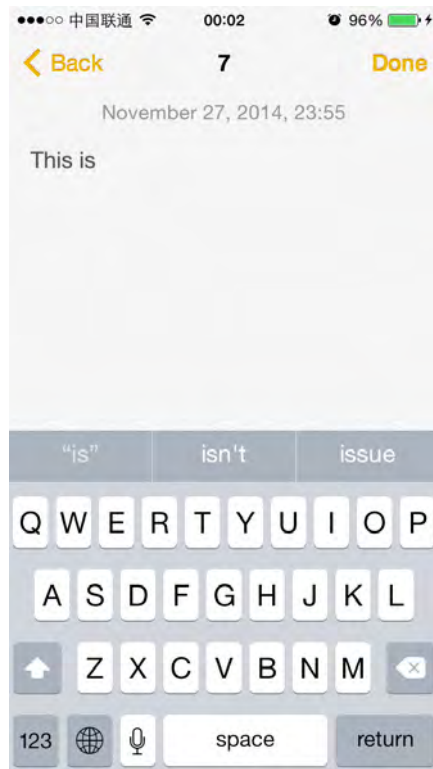 中国联通 00:02 96%
Back 7 Done
November 27, 2014, 23:55
This is
“is” isn't issue
Q W E R T Y U I O P
A S D F G H J K L
Z X C V B N M
123 space return